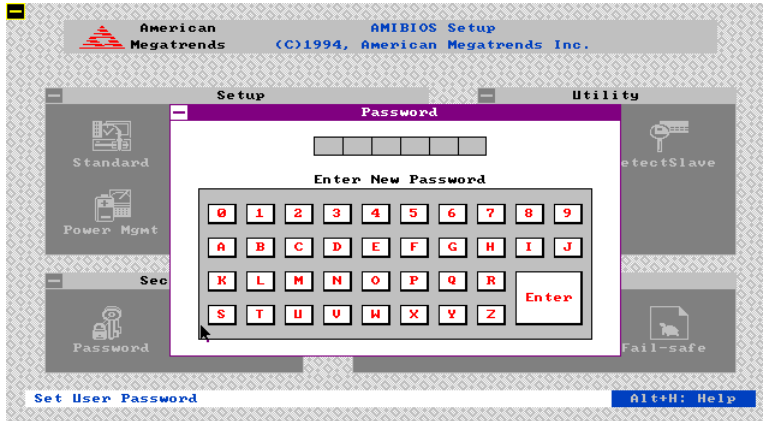 American
Megatrends
AMIBIOS Setup
(C)1994, American Megatrends Inc.
Setup
Utility
Password
Standard
etectSlave
Enter New Password
Power Mgmt
0 1 2 3 4 5 6 7 8 9
A B C D E F G H I J
K L M N O P Q R
Enter
S T U V W X Y Z
Sec
Password
Fail-safe
Set User Password
Alt+H: Help